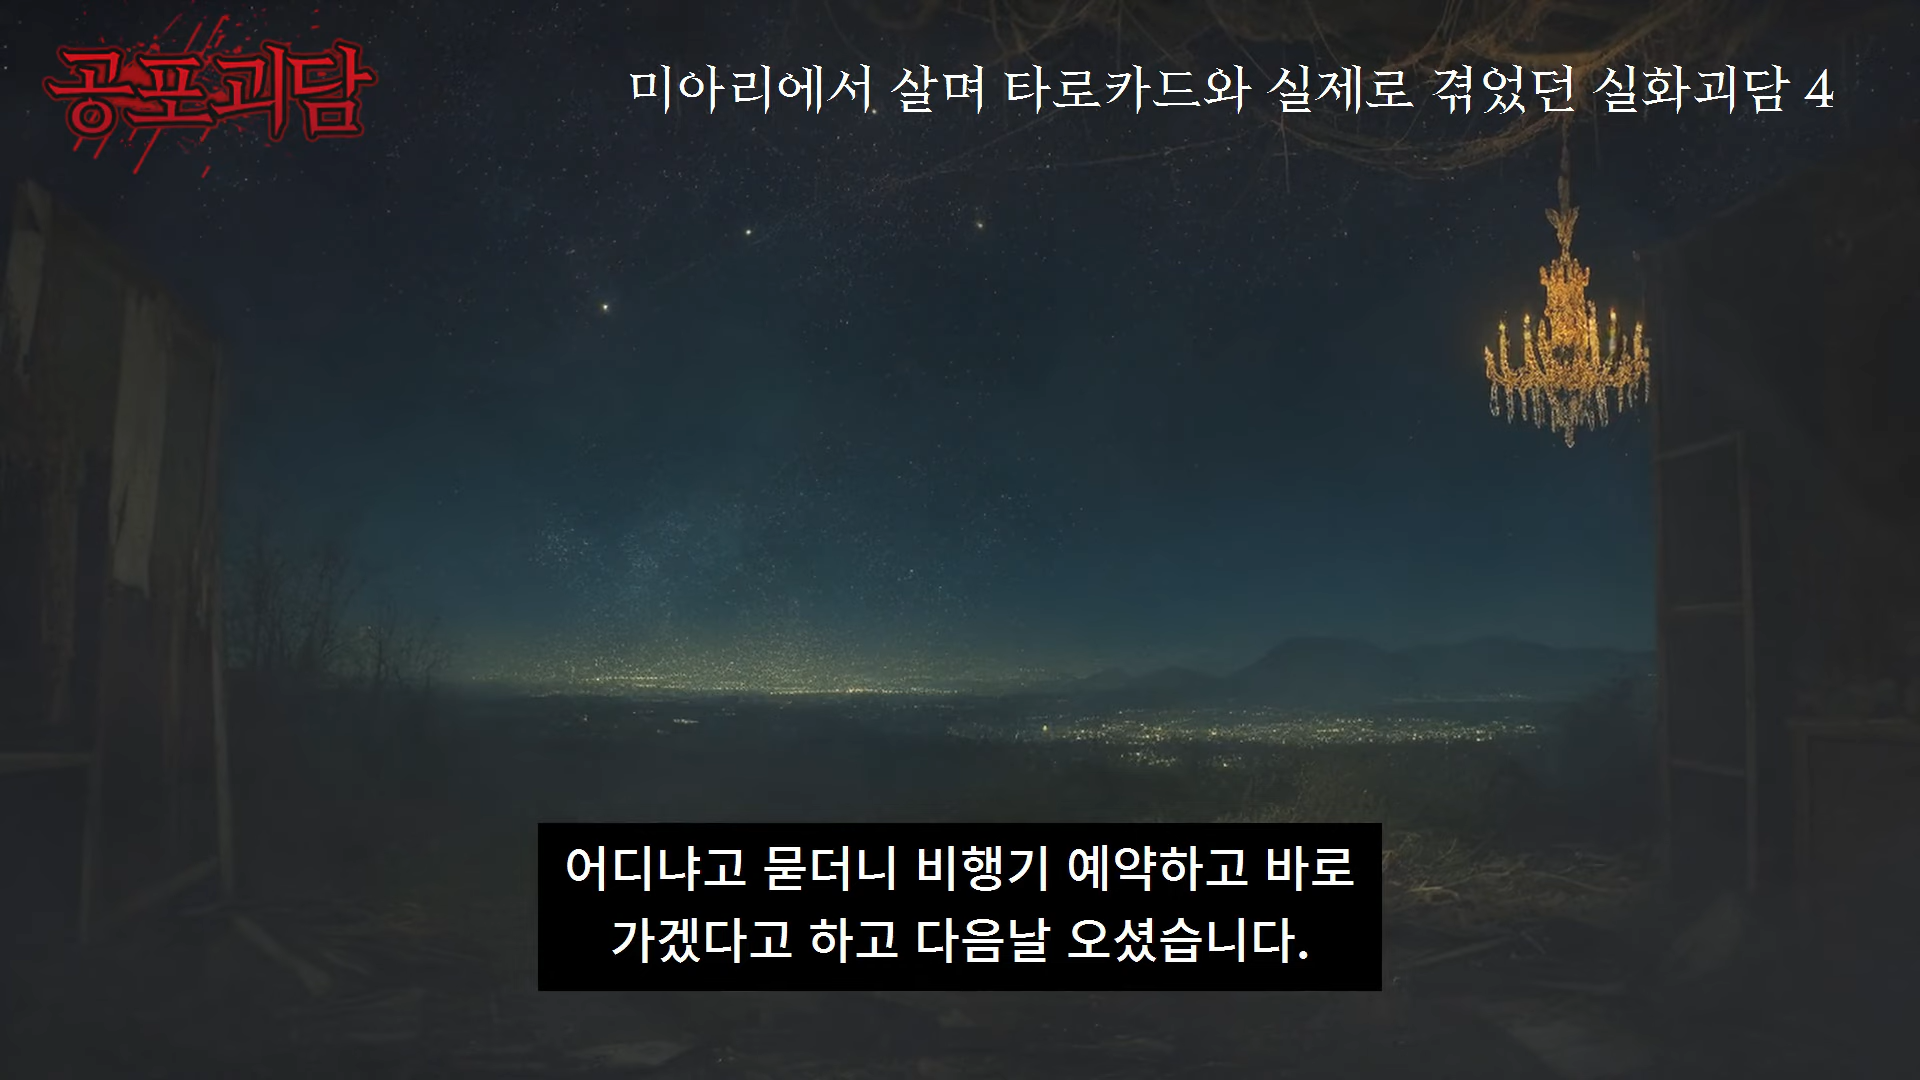 공포괴담
미아리에서 살며 타로카드와 실제로 겪었던 실화괴담 4
어디냐고 묻더니 비행기 예약하고 바로
가겠다고 하고 다음날 오셨습니다.